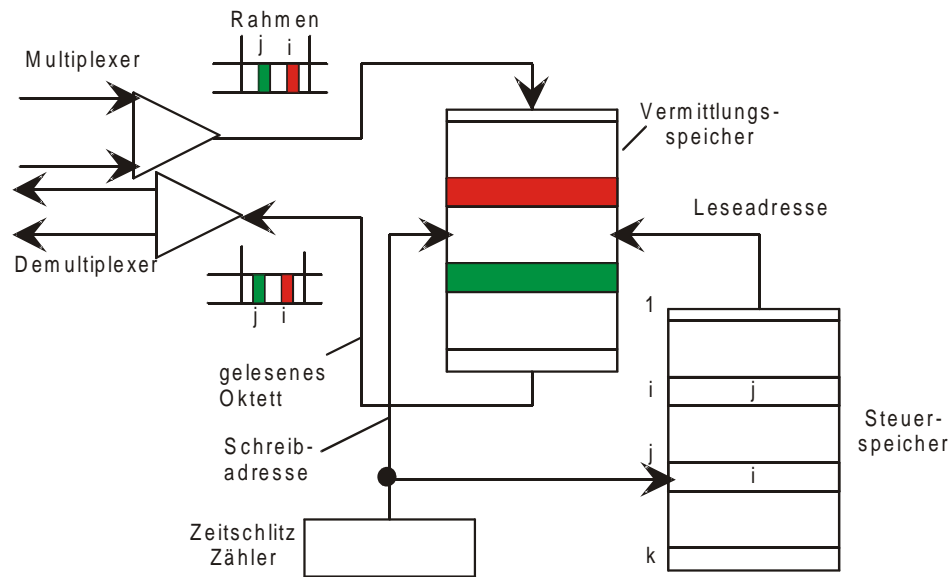 Rahmen
j i
Multiplexer
Vermittlungs-
speicher
Leseadresse
Demultiplexer
j i
1
gelesenes
Oktett
i
j
Steuer-
speicher
Schreib-
adresse
j
i
Zeitschlitz
Zähler
k